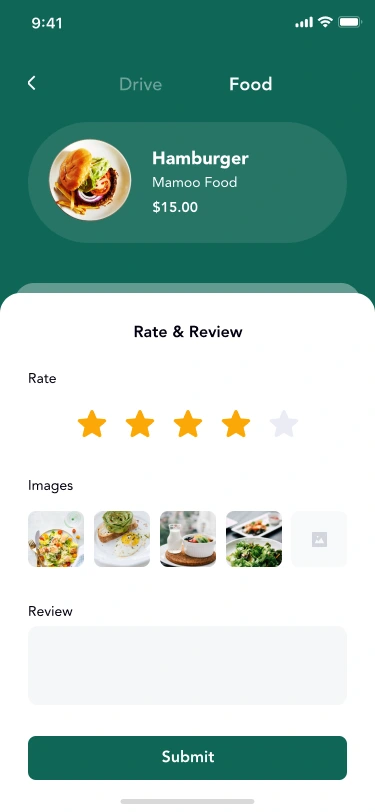 9:41
Drive
Food
Hamburger
Mamoo Food
$15.00
Rate & Review
Rate
Images
Review
Submit